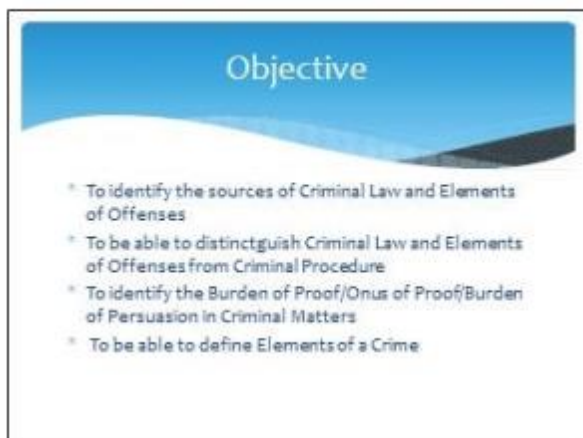 Objective
* To identify the sources of Criminal Law and Elements
of Offenses
* To be able to distinctguish Criminal Law and Elements
of Offenses from Criminal Procedure
* To identify the Burden of Proof/Onus of Proof/Burden
of Persuasion in Criminal Matters
* To be able to define Elements of a Crime